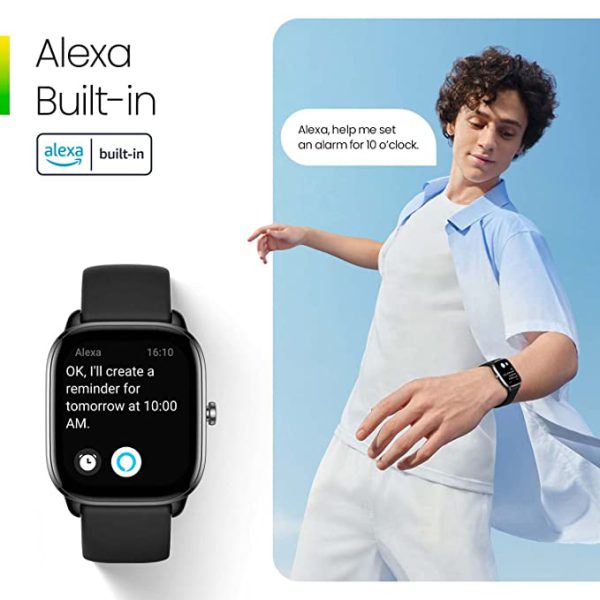 Alexa
Built-in
alexa | built-in
Alexa, help me set
an alarm for 10 o'clock.
Alexa 16:10
OK, I'll create a
reminder for
tomorrow at 10:00
AM.